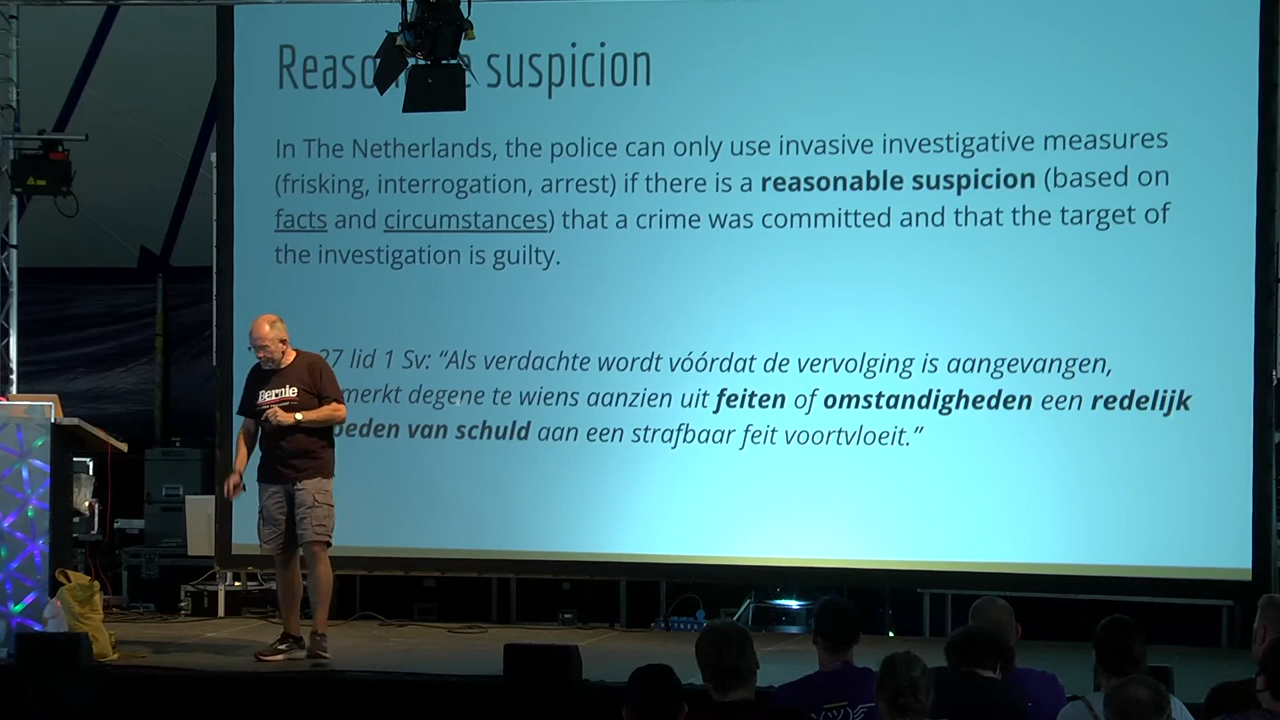 suspicion
In The Netherlands, the police can only use invasive investigative measures
(frisking, interrogation, arrest) if there is a reasonable suspicion (based on
facts and circumstances) that a crime was committed and that the target of
the investigation is guilty.
27 lid 1 Sv: “Als verdachte wordt vóórdat de vervolging is aangevangen,
degene te wiens aanzien uit feiten of omstandigheden een redelijk
van schuld aan een strafbaar feit voortvloeit.”
Bernie